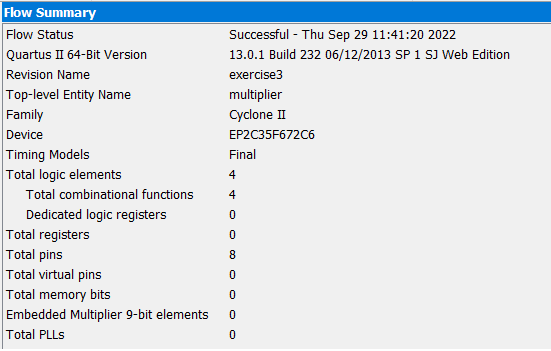 Flow Summary
Flow Status Successful - Thu Sep 29 11:41:20 2022
Quartus II 64-Bit Version 13.0.1 Build 232 06/12/2013 SP 1 SJ Web Edition
Revision Name exercise3
Top-level Entity Name multiplier
Family Cyclone II
Device EP2C35F672C6
Timing Models Final
Total logic elements 4
Total combinational functions 4
Dedicated logic registers 0
Total registers 0
Total pins 8
Total virtual pins 0
Total memory bits 0
Embedded Multiplier 9-bit elements 0
Total PLLs 0